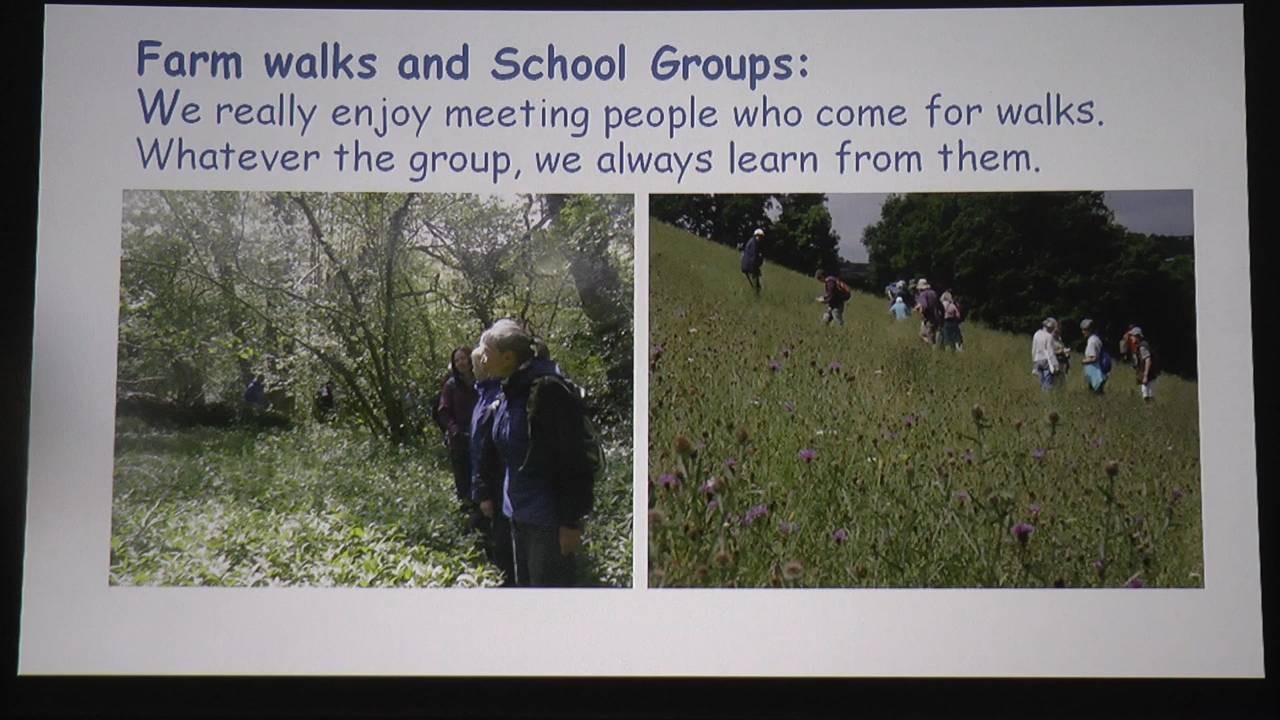 Farm walks and School Groups:
We really enjoy meeting people who come for walks.
Whatever the group, we always learn from them.